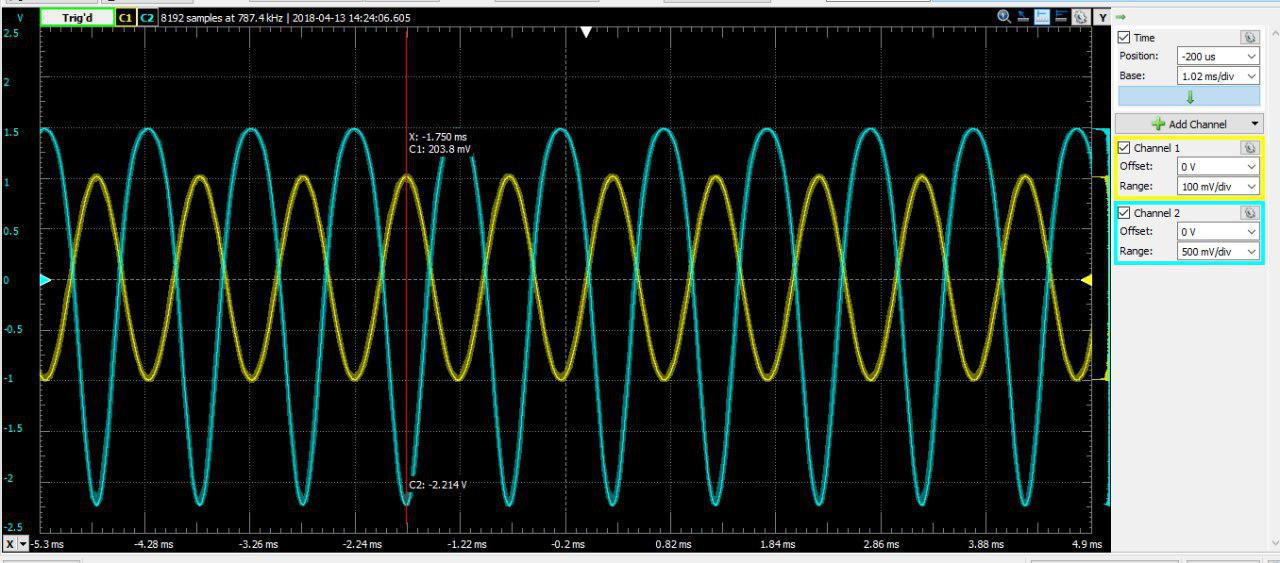 V Trig'd C1 C2 8192 samples at 787.4 kHz | 2018-04-13 14:24:06.605 Y
2.5
2
1.5
1
0.5
0
-0.5
-1
-1.5
-2
-2.5
X: -1.750 ms
C1: 203.8 mV
C2: -2.214 V
X -5.3 ms -4.28 ms -3.26 ms -2.24 ms -1.22 ms -0.2 ms 0.82 ms 1.84 ms 2.86 ms 3.88 ms 4.9 ms
Time
Position: -200 us
Base: 1.02 ms/div
Add Channel
Channel 1
Offset: 0 V
Range: 100 mV/div
Channel 2
Offset: 0 V
Range: 500 mV/div